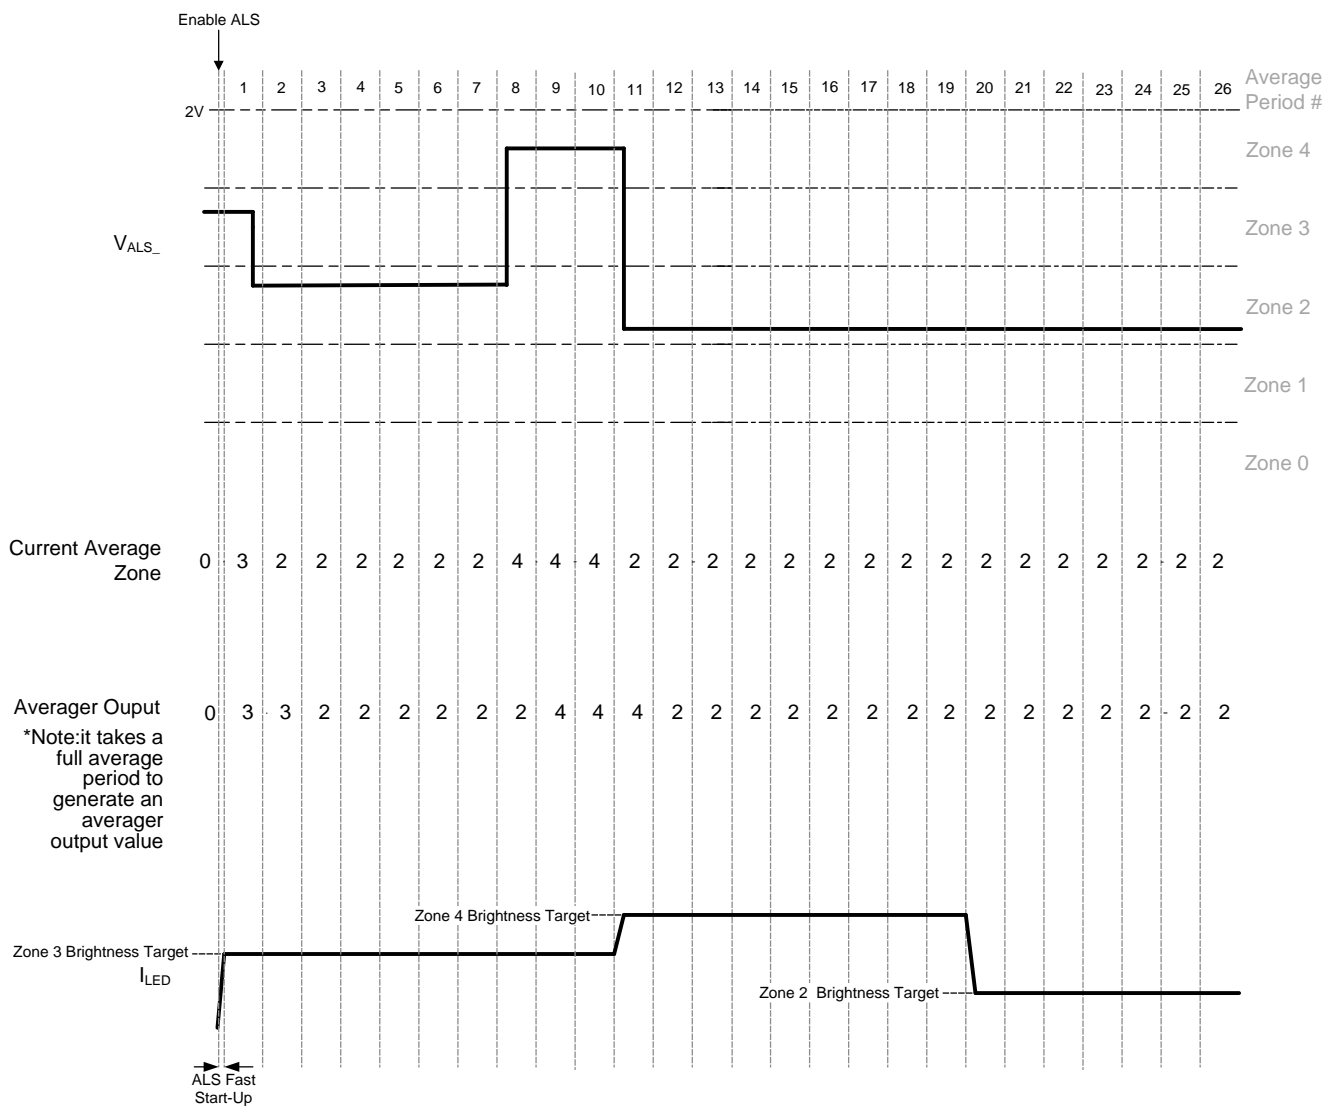 Enable ALS
1 2 3 4 5 6 7 8 9 10 11 12 13 14 15 16 17 18 19 20 21 22 23 24 25 26
Average
Period #
2V
Zone 4
Zone 3
VALS_
Zone 2
Zone 1
Zone 0
Current Average
Zone
0 3 2 2 2 2 2 2 4 4 4 2 2 2 2 2 2 2 2 2 2 2 2 2 2 2 2
Averager Ouput
0 3 3 2 2 2 2 2 2 4 4 4 2 2 2 2 2 2 2 2 2 2 2 2 2 2 2
*Note:it takes a
full average
period to
generate an
averager
output value
Zone 4 Brightness Target
Zone 3 Brightness Target
ILED
Zone 2 Brightness Target
ALS Fast
Start-Up